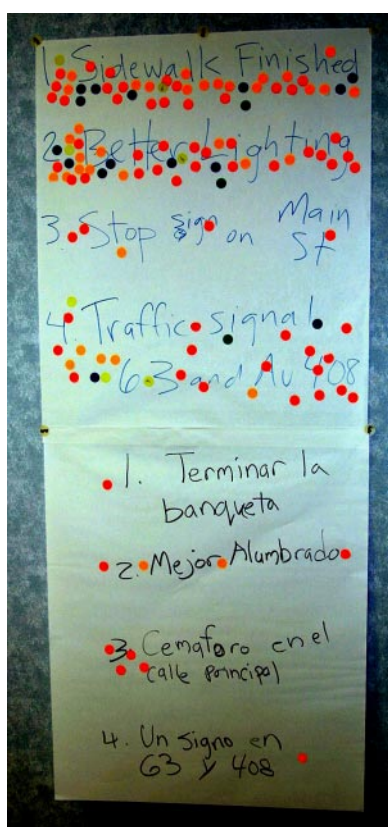 1. Sidewalk Finished
2. Better Lighting
3. Stop sign on Main
St
4. Traffic signal
63 and Av 408
1. Terminar la
banqueta
2. Mejor Alumbrado
3. Cemaforo en el
calle principal
4. Un signo en
63 y 408